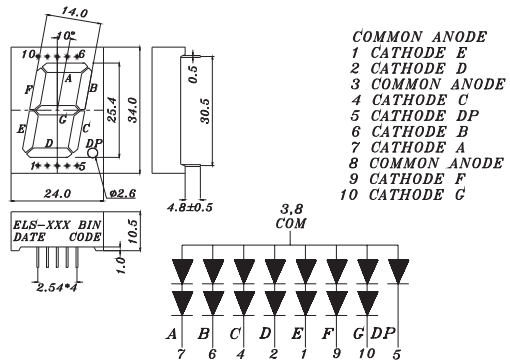 14.0
10°
10 6
A
F B
G
E C
D DP
1 5
25.4
34.0
24.0
ø2.6
0.5
30.5
4.8±0.5
COMMON ANODE
1 CATHODE E
2 CATHODE D
3 COMMON ANODE
4 CATHODE C
5 CATHODE DP
6 CATHODE B
7 CATHODE A
8 COMMON ANODE
9 CATHODE F
10 CATHODE G
ELS-XXX BIN
DATE CODE
10.5
1.0
2.54*4
3,8
COM
A B C D E F G DP
7 6 4 2 1 9 10 5